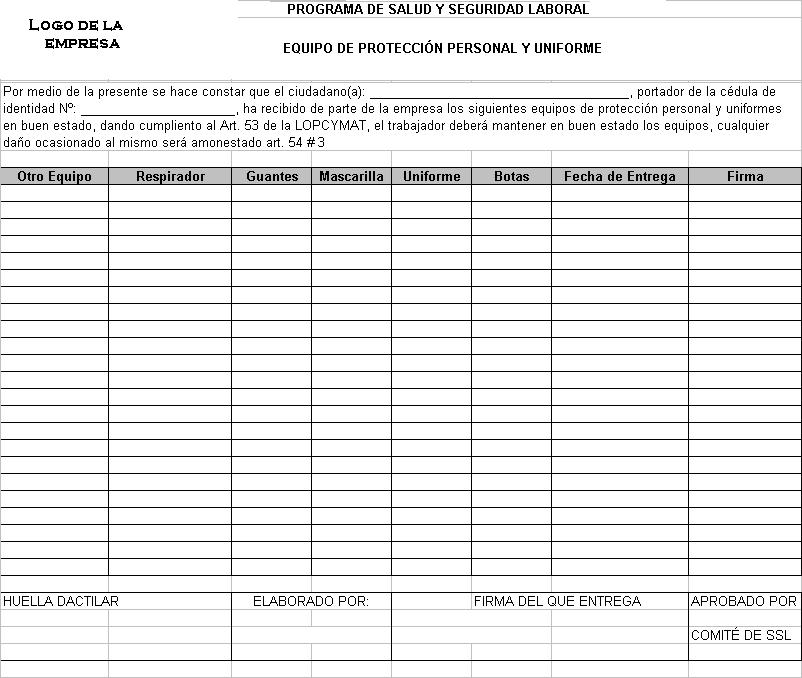 PROGRAMA DE SALUD Y SEGURIDAD LABORAL
LOGO DE LA
EMPRESA
EQUIPO DE PROTECCIÓN PERSONAL Y UNIFORME
Por medio de la presente se hace constar que el ciudadano(a): ____________________________________, portador de la cédula de
identidad Nº: ______________________, ha recibido de parte de la empresa los siguientes equipos de protección personal y uniformes
en buen estado, dando cumpliento al Art. 53 de la LOPCYMAT, el trabajador deberá mantener en buen estado los equipos, cualquier
daño ocasionado al mismo será amonestado art. 54 # 3
Otro Equipo Respirador Guantes Mascarilla Uniforme Botas Fecha de Entrega Firma
HUELLA DACTILAR ELABORADO POR: FIRMA DEL QUE ENTREGA APROBADO POR
COMITÉ DE SSL